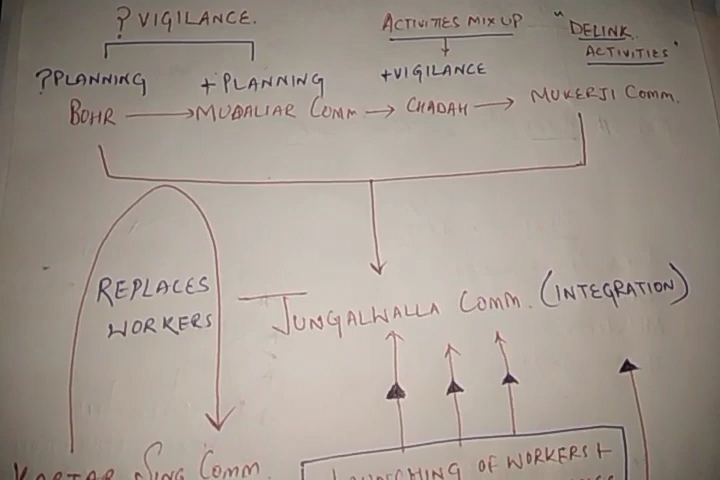 ? VIGILANCE.
ACTIVITIES MIX UP
"DELINK
ACTIVITIES"
? PLANNING
+ PLANNING
+ VIGILANCE
BOHR → MUDALIAR COMM → CHADAH → MUKERJI COMM.
REPLACES
WORKERS
JUNGALWALLA COMM. (INTEGRATION)
KARTAR SING COMM.
OF WORKERS +